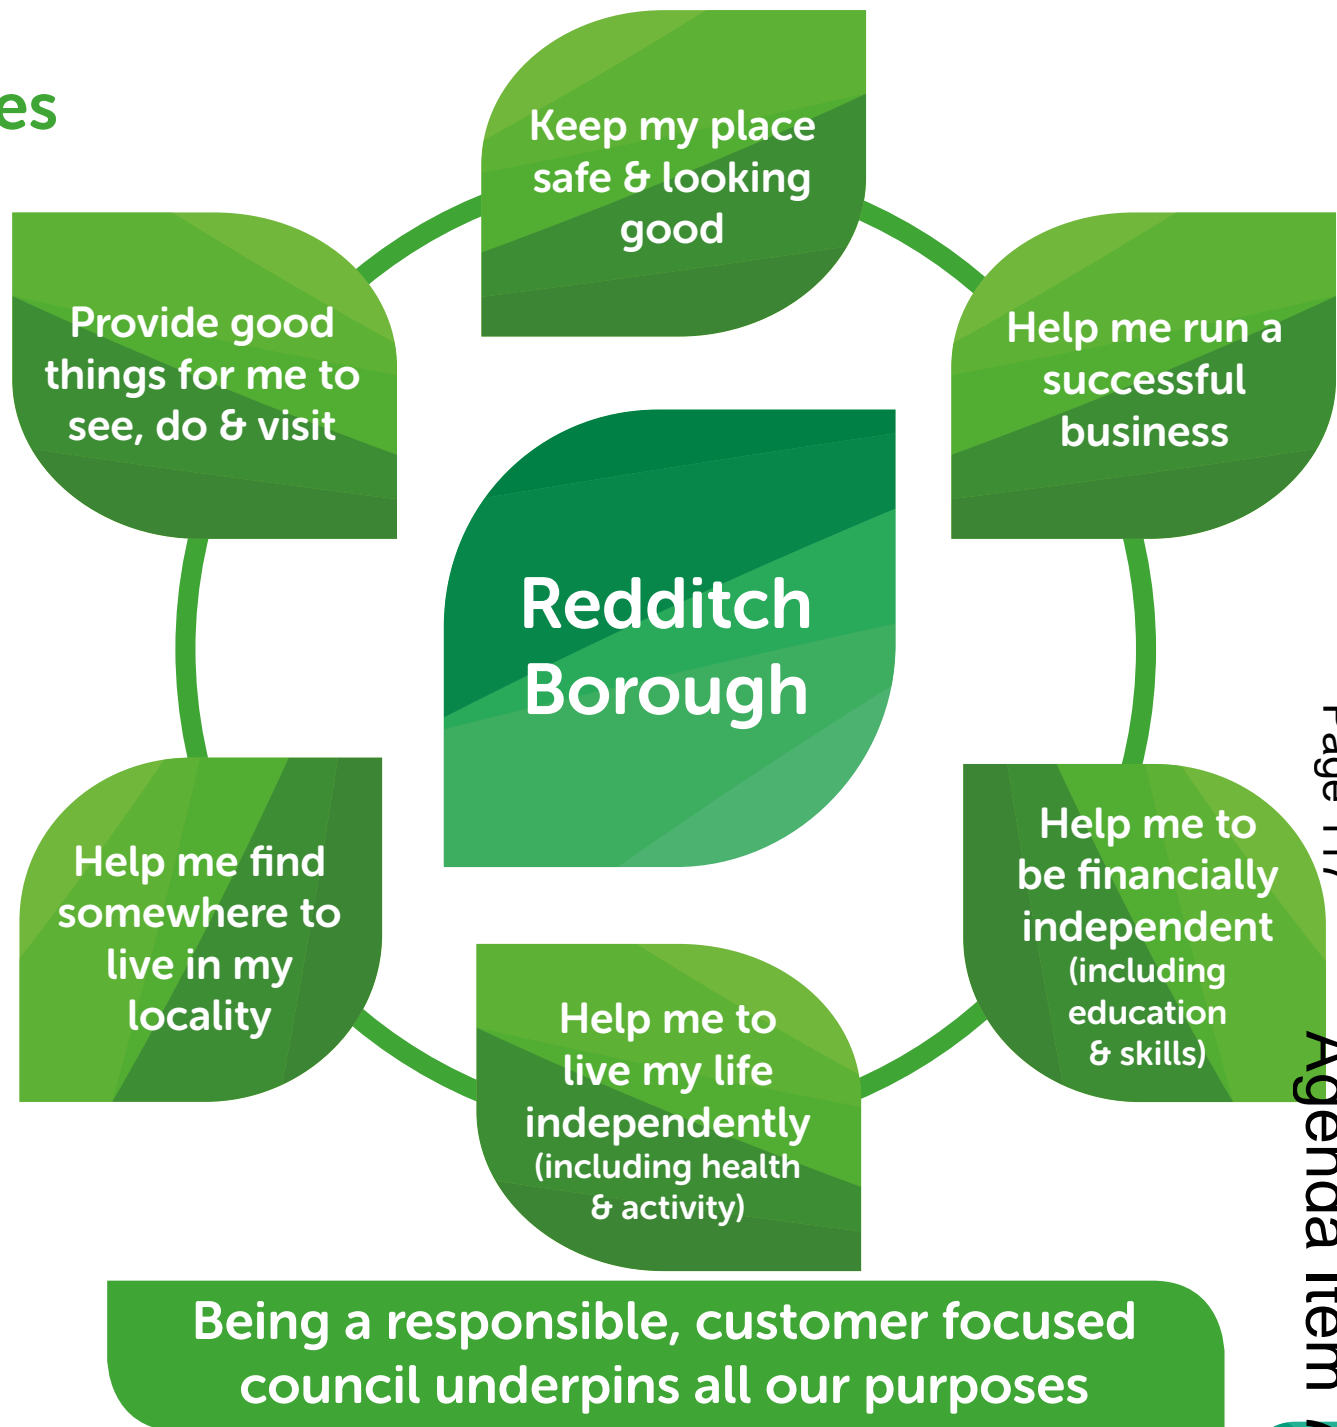 es
Keep my place
safe & looking
good
Provide good
things for me to
see, do & visit
Help me run a
successful
business
Redditch
Borough
Help me find
somewhere to
live in my
locality
Help me to
be financially
independent
(including
education
& skills)
Help me to
live my life
independently
(including health
& activity)
Being a responsible, customer focused
council underpins all our purposes
Page 117
Agenda Item